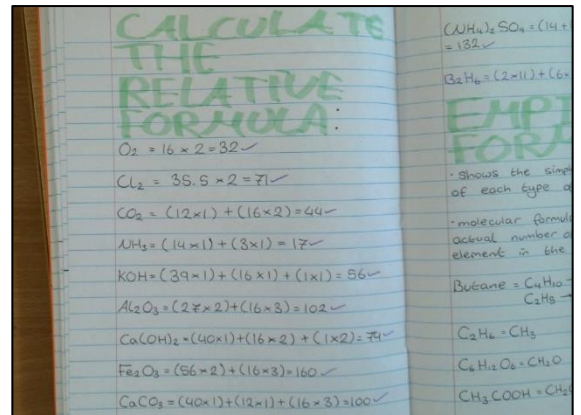 CALCULATE
THE
RELATIVE
FORMULA:
O₂ = 16 × 2 = 32 ✓
Cl₂ = 35.5 × 2 = 71 ✓
CO₂ = (12×1) + (16×2) = 44 ✓
NH₃ = (14×1) + (3×1) = 17 ✓
KOH = (39×1) + (16×1) + (1×1) = 56 ✓
Al₂O₃ = (27×2) + (16×3) = 102 ✓
Ca(OH)₂ = (40×1) + (16×2) + (1×2) = 74 ✓
Fe₂O₃ = (56×2) + (16×3) = 160 ✓
CaCO₃ = (40×1) + (12×1) + (16×3) = 100 ✓
(NH₄)₂ SO₄ = (14 +
= 132 ✓
B₂H₆ = (2×11) + (6×
EMPI
FORM
· shows the simp
of each type o
· molecular formul
actual number o
element in the
Butane = C₄H₁₀
C₂H₅ →
C₂H₆ = CH₃
C₆H₁₂O₆ = CH₂O
CH₃COOH = CH₂